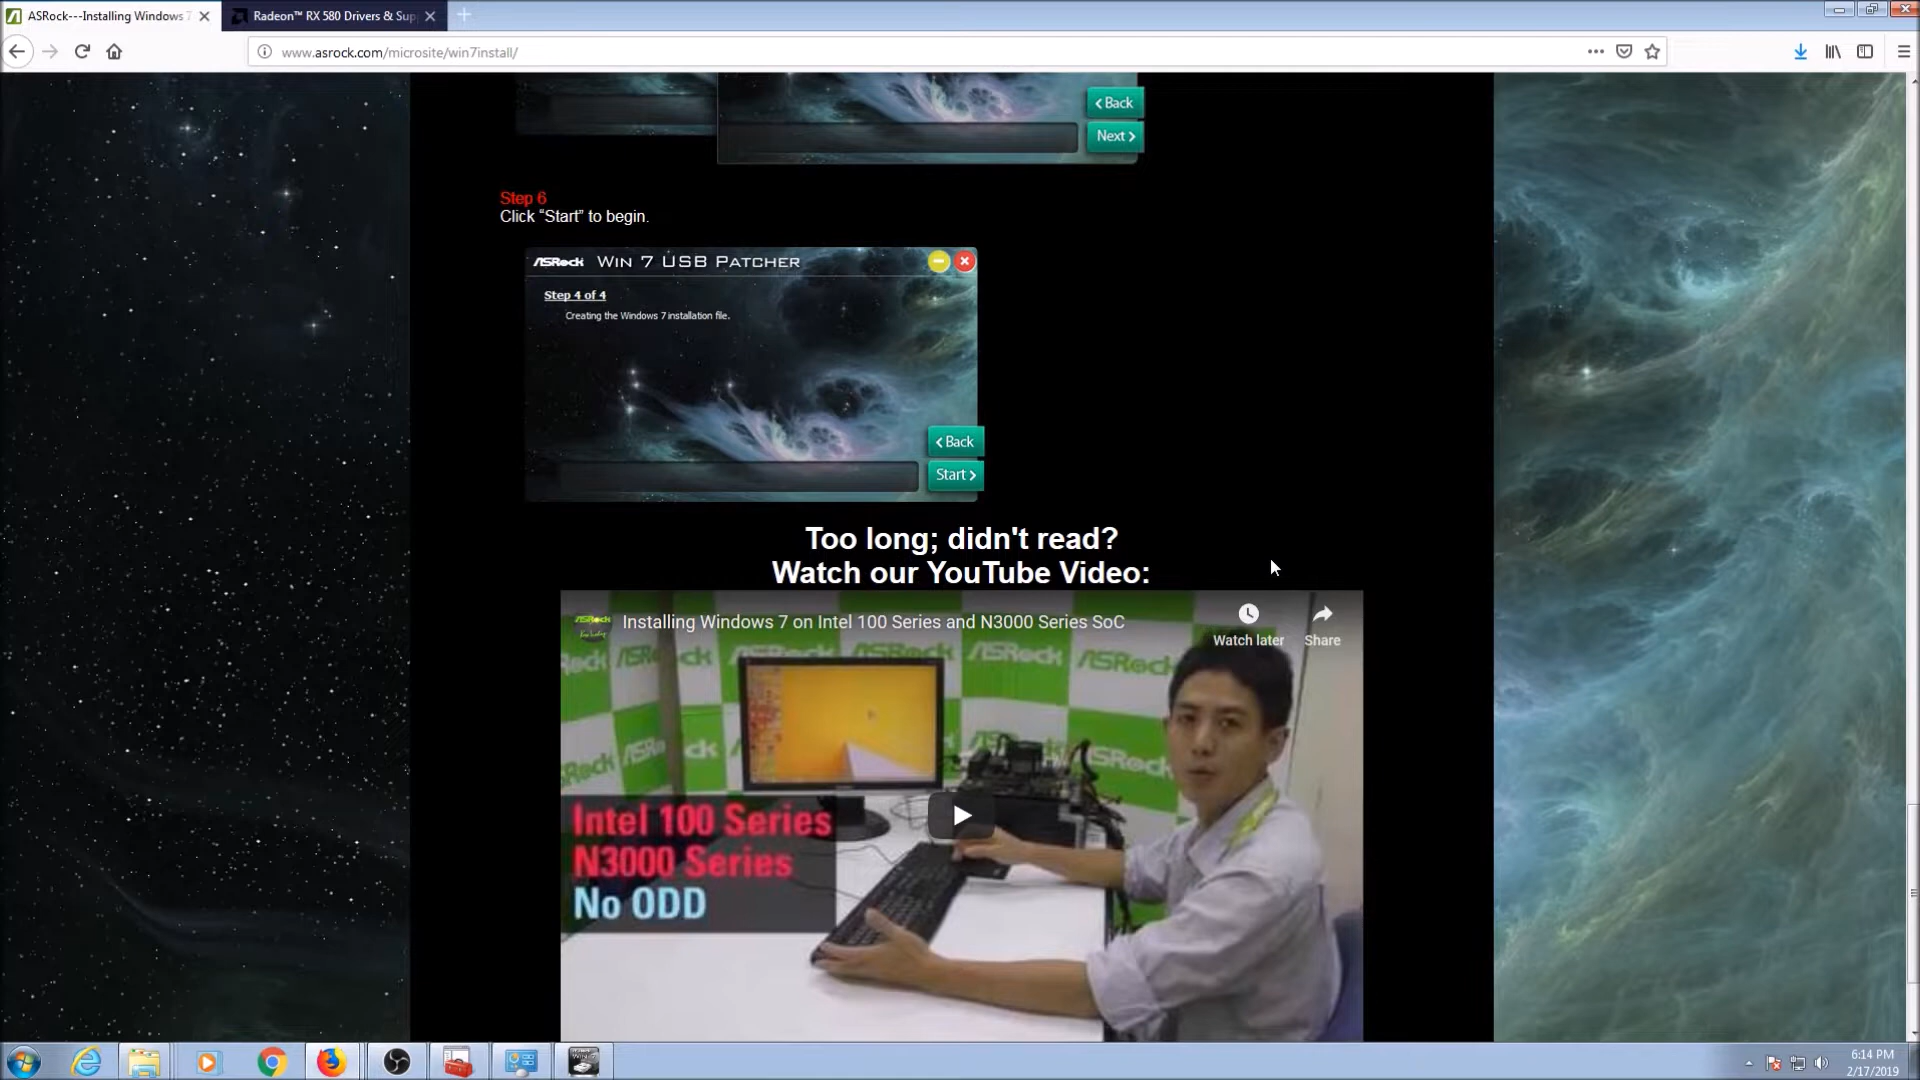 ASRock---Installing Windows 7
Radeon™ RX 580 Drivers & Sup
www.asrock.com/microsite/win7install/
Back
Next
Step 6
Click “Start” to begin.
ASRock WIN 7 USB PATCHER
Step 4 of 4
Creating the Windows 7 installation file.
Back
Start
Too long; didn't read?
Watch our YouTube Video:
Installing Windows 7 on Intel 100 Series and N3000 Series SoC
Watch later
Share
Intel 100 Series
N3000 Series
No ODD
6:14 PM
2/17/2019